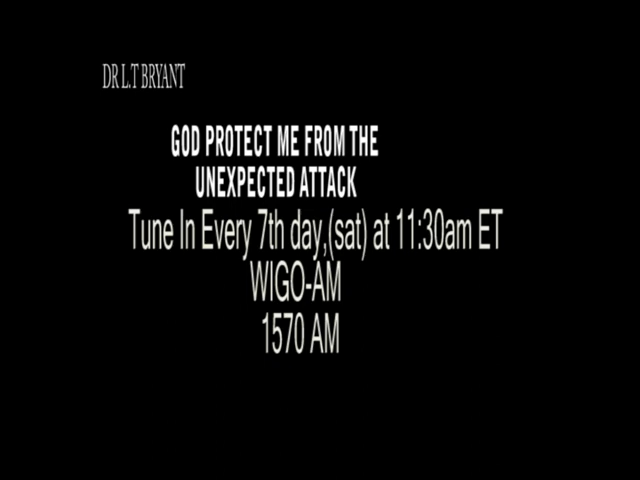 DR L.T BRYANT
GOD PROTECT ME FROM THE
UNEXPECTED ATTACK
Tune In Every 7th day,(sat) at 11:30am ET
WIGO-AM
1570 AM